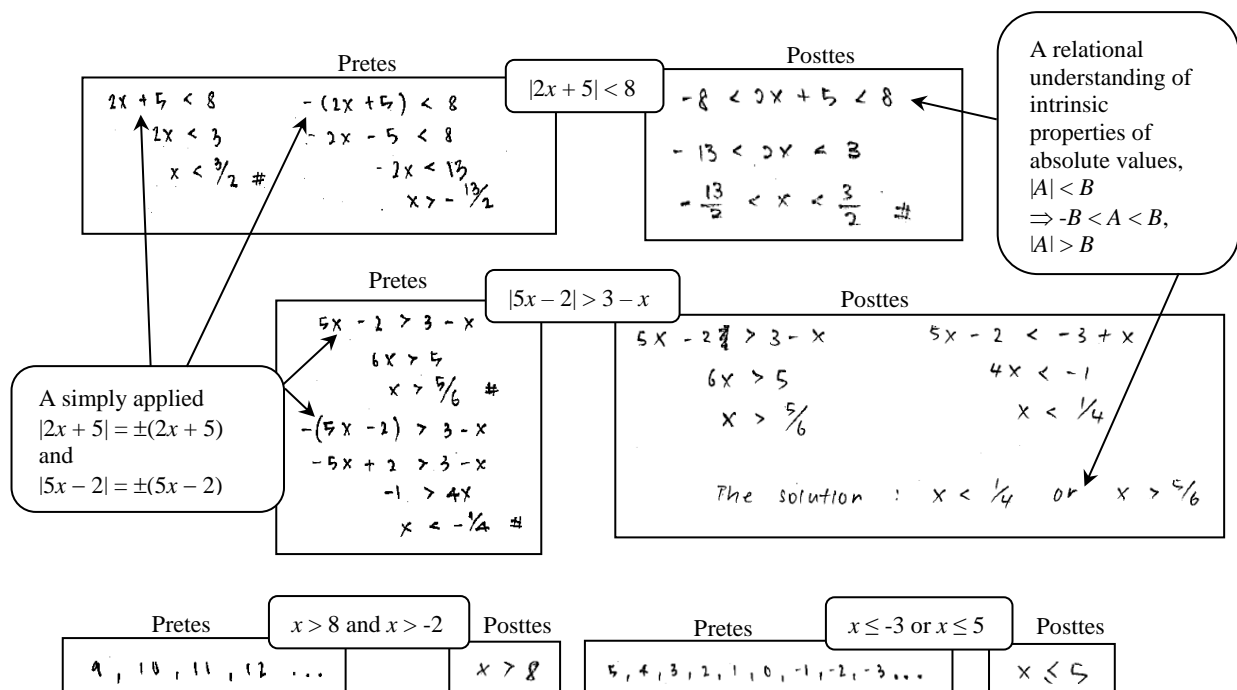 Pretes
|2x + 5| < 8
Posttes
2x + 5 < 8
2x < 3
x < 3/2 #
-(2x+5) < 8
- 2x - 5 < 8
- 2x < 13
x > - 13/2
- 8 < 2x + 5 < 8
- 13 < 2x < 3
- 13/2 < x < 3/2 #
A relational
understanding of
intrinsic
properties of
absolute values,
|A| < B
⇒ -B < A < B,
|A| > B
Pretes
|5x – 2| > 3 – x
Posttes
5x - 2 > 3 - x
6x > 5
x > 5/6 #
-(5x - 2) > 3 - x
-5x + 2 > 3 - x
-1 > 4x
x < - 1/4 #
5x - 2 > 3 - x
6x > 5
x > 5/6
5x - 2 < -3 + x
4x < -1
x < 1/4
The solution : x < 1/4 or x > 5/6
A simply applied
|2x + 5| = ±(2x + 5)
and
|5x – 2| = ±(5x – 2)
Pretes
x > 8 and x > -2
Posttes
9, 10, 11, 12 ...
x > 8
Pretes
x ≤ -3 or x ≤ 5
Posttes
5, 4, 3, 2, 1, 0, -1, -2, -3...
x ≤ 5